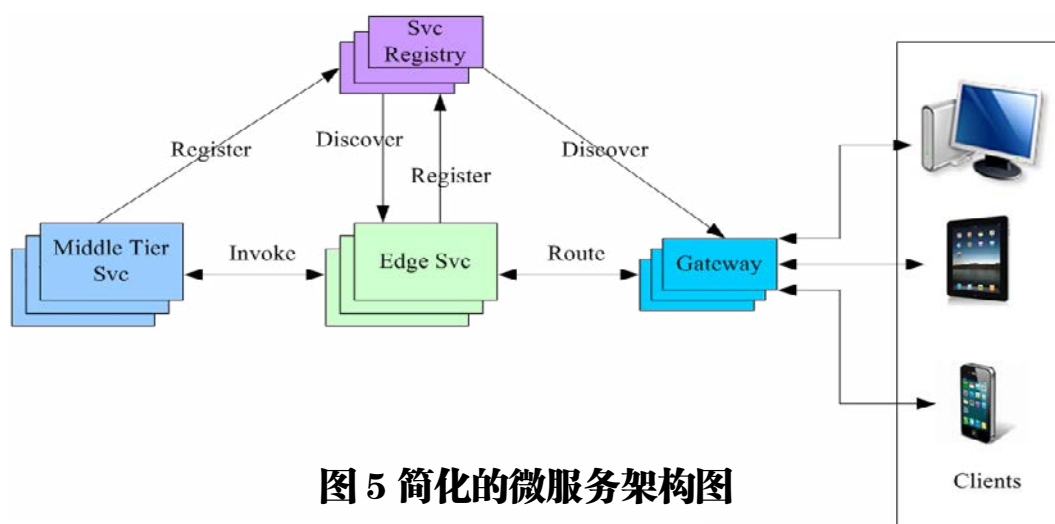 Svc
Registry
Register
Discover
Register
Discover
Middle Tier
Svc
Invoke
Edge Svc
Route
Gateway
Clients
图 5 简化的微服务架构图